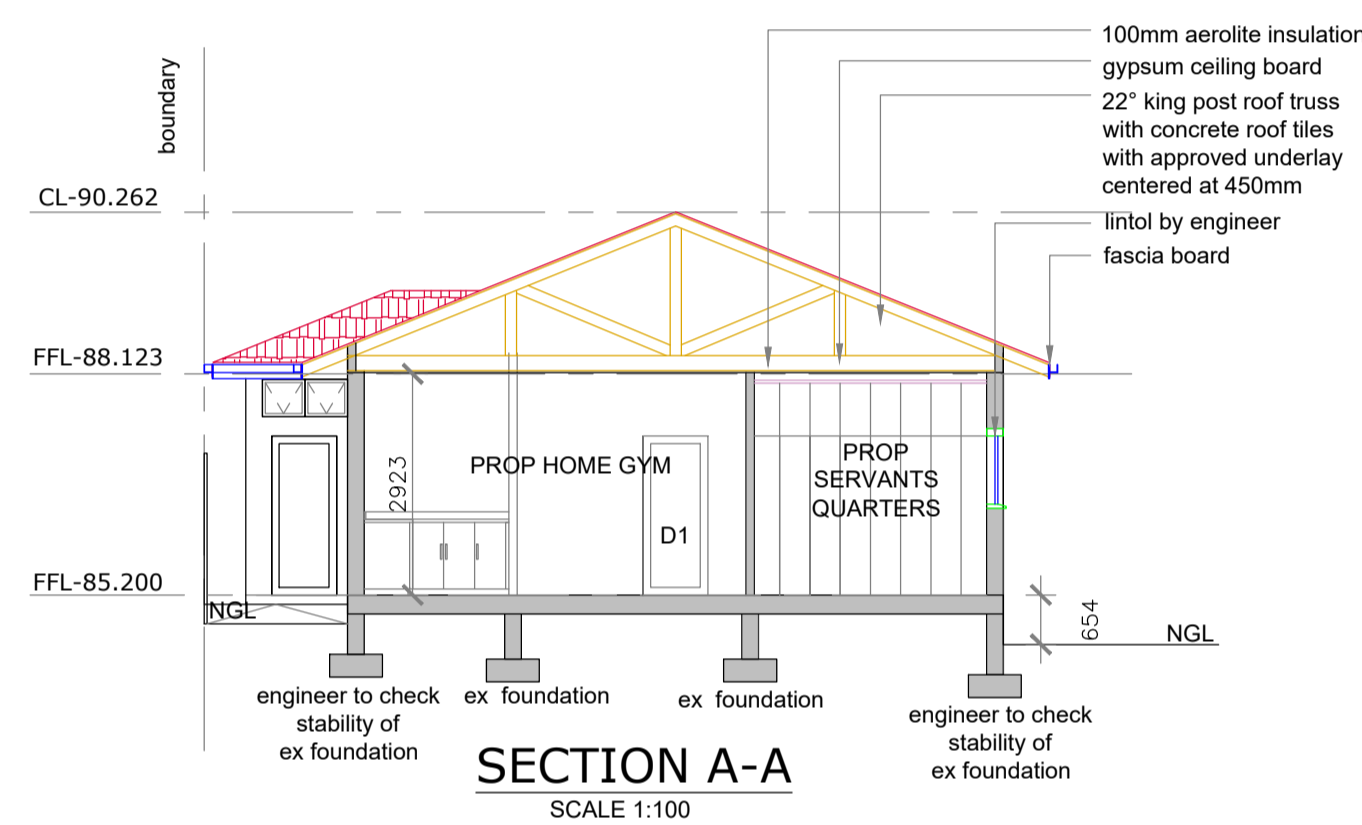 100mm aerolite insulation
gypsum ceiling board
22° king post roof truss
with concrete roof tiles
with approved underlay
centered at 450mm
lintol by engineer
fascia board
boundary
CL-90.262
FFL-88.123
2923
PROP HOME GYM
D1
PROP
SERVANTS
QUARTERS
FFL-85.200
NGL
654
NGL
engineer to check
stability of
ex foundation
ex foundation
ex foundation
engineer to check
stability of
ex foundation
SECTION A-A
SCALE 1:100